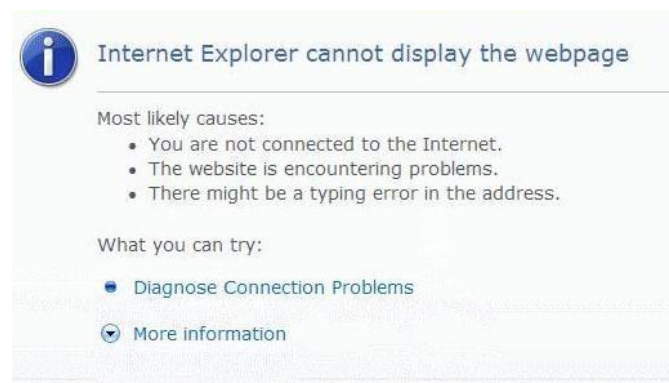 Internet Explorer cannot display the webpage
Most likely causes:
• You are not connected to the Internet.
• The website is encountering problems.
• There might be a typing error in the address.
What you can try:
Diagnose Connection Problems
More information